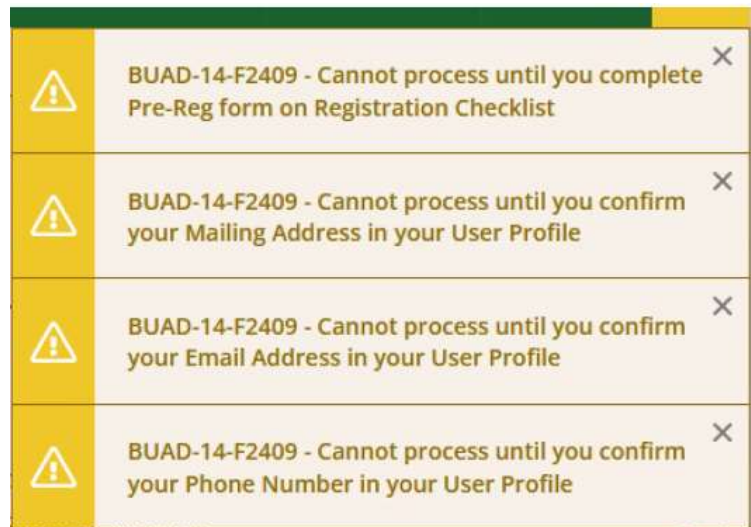 BUAD-14-F2409 - Cannot process until you complete
Pre-Reg form on Registration Checklist
BUAD-14-F2409 - Cannot process until you confirm
your Mailing Address in your User Profile
BUAD-14-F2409 - Cannot process until you confirm
your Email Address in your User Profile
BUAD-14-F2409 - Cannot process until you confirm
your Phone Number in your User Profile